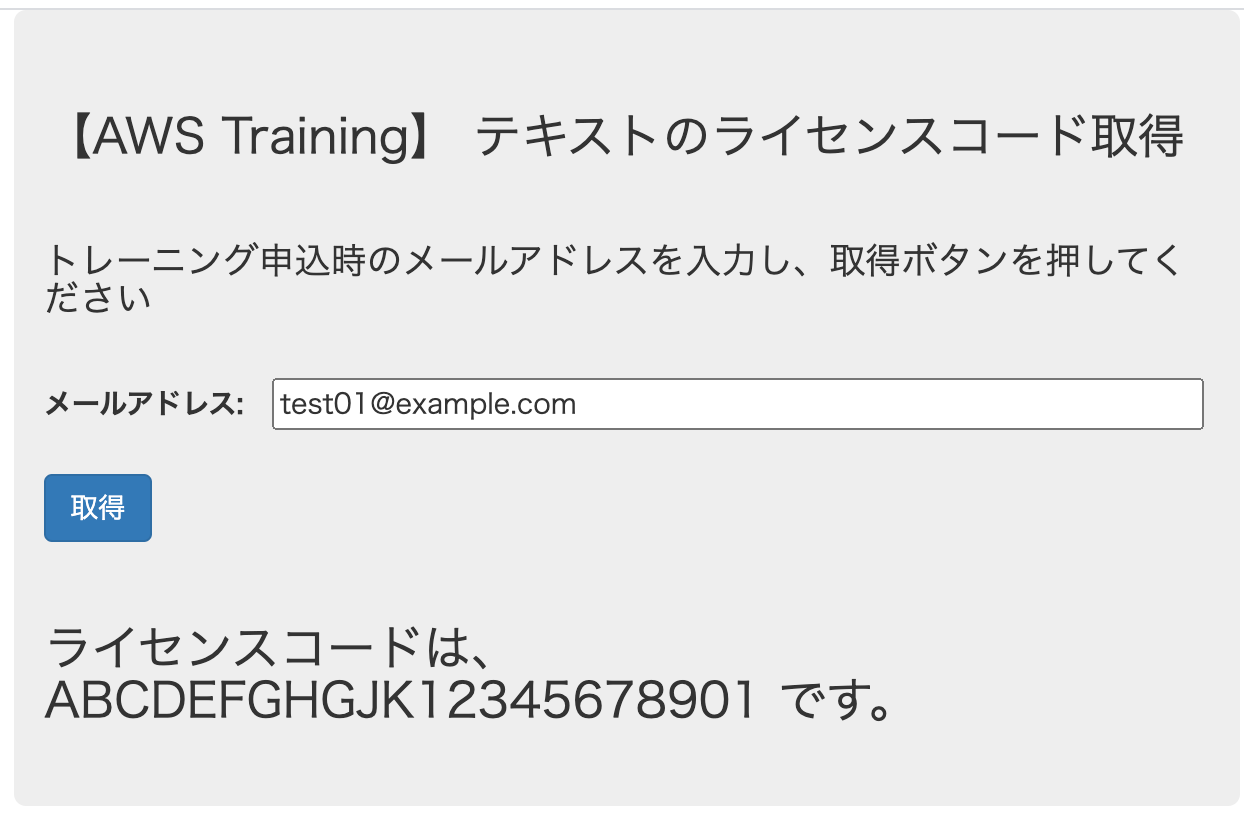 【AWS Training】 テキストのライセンスコード取得
トレーニング申込時のメールアドレスを入力し、取得ボタンを押してく
ださい
メールアドレス: test01@example.com
取得
ライセンスコードは、
ABCDEFGHGJK12345678901 です。